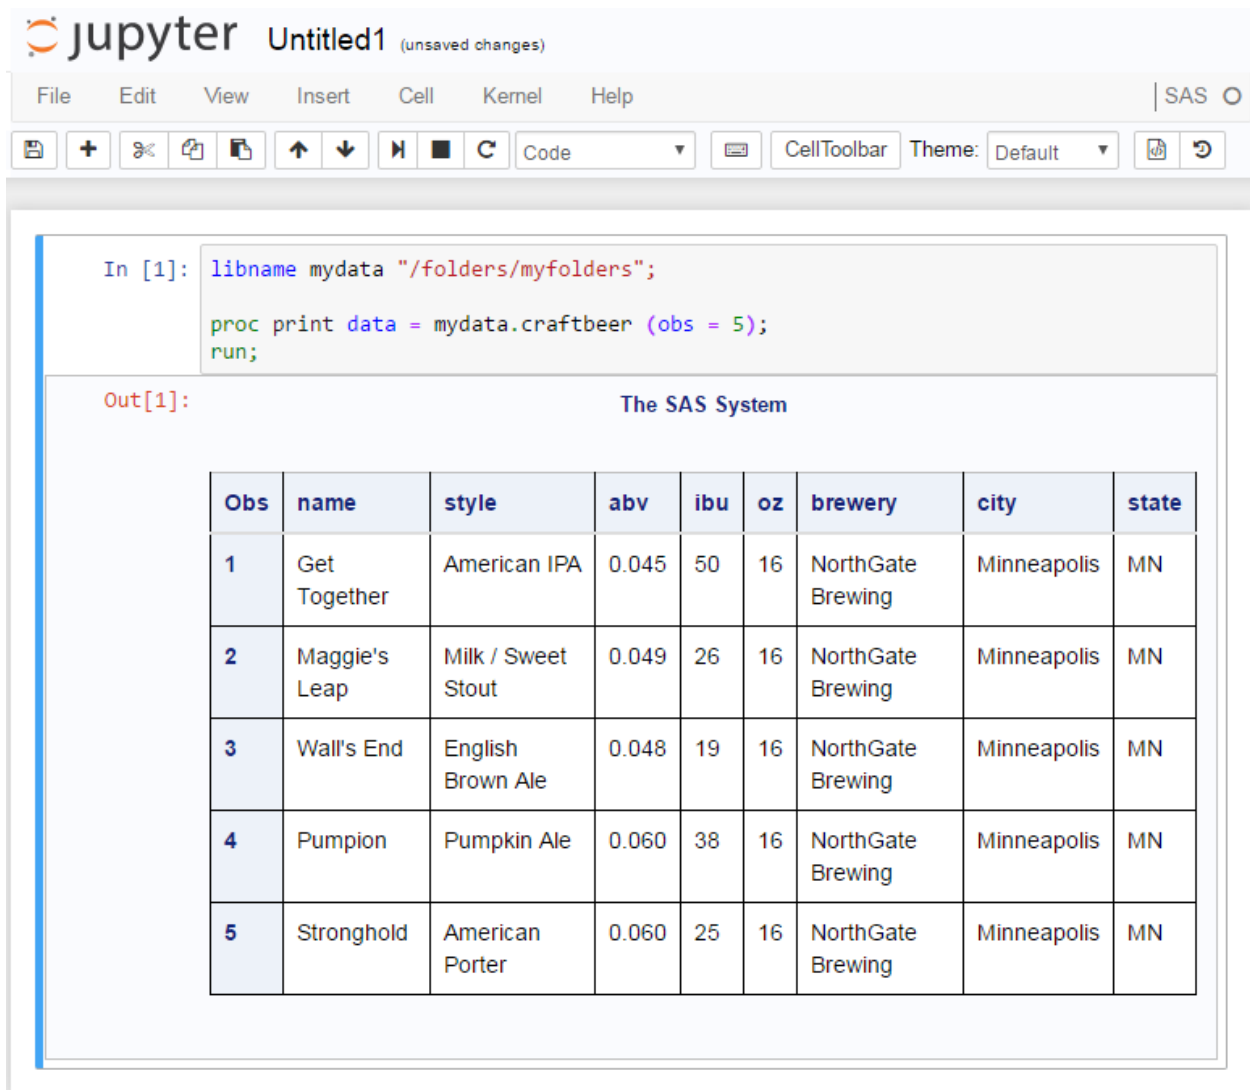 jupyter Untitled1 (unsaved changes)
File Edit View Insert Cell Kernel Help SAS
Code CellToolbar Theme: Default
In [1]: libname mydata "/folders/myfolders";
proc print data = mydata.craftbeer (obs = 5);
run;
Out[1]: The SAS System
Obs name style abv ibu oz brewery city state
1 Get American IPA 0.045 50 16 NorthGate Minneapolis MN
Together Brewing
2 Maggie's Milk / Sweet 0.049 26 16 NorthGate Minneapolis MN
Leap Stout Brewing
3 Wall's End English 0.048 19 16 NorthGate Minneapolis MN
Brown Ale Brewing
4 Pumpion Pumpkin Ale 0.060 38 16 NorthGate Minneapolis MN
Brewing
5 Stronghold American 0.060 25 16 NorthGate Minneapolis MN
Porter Brewing